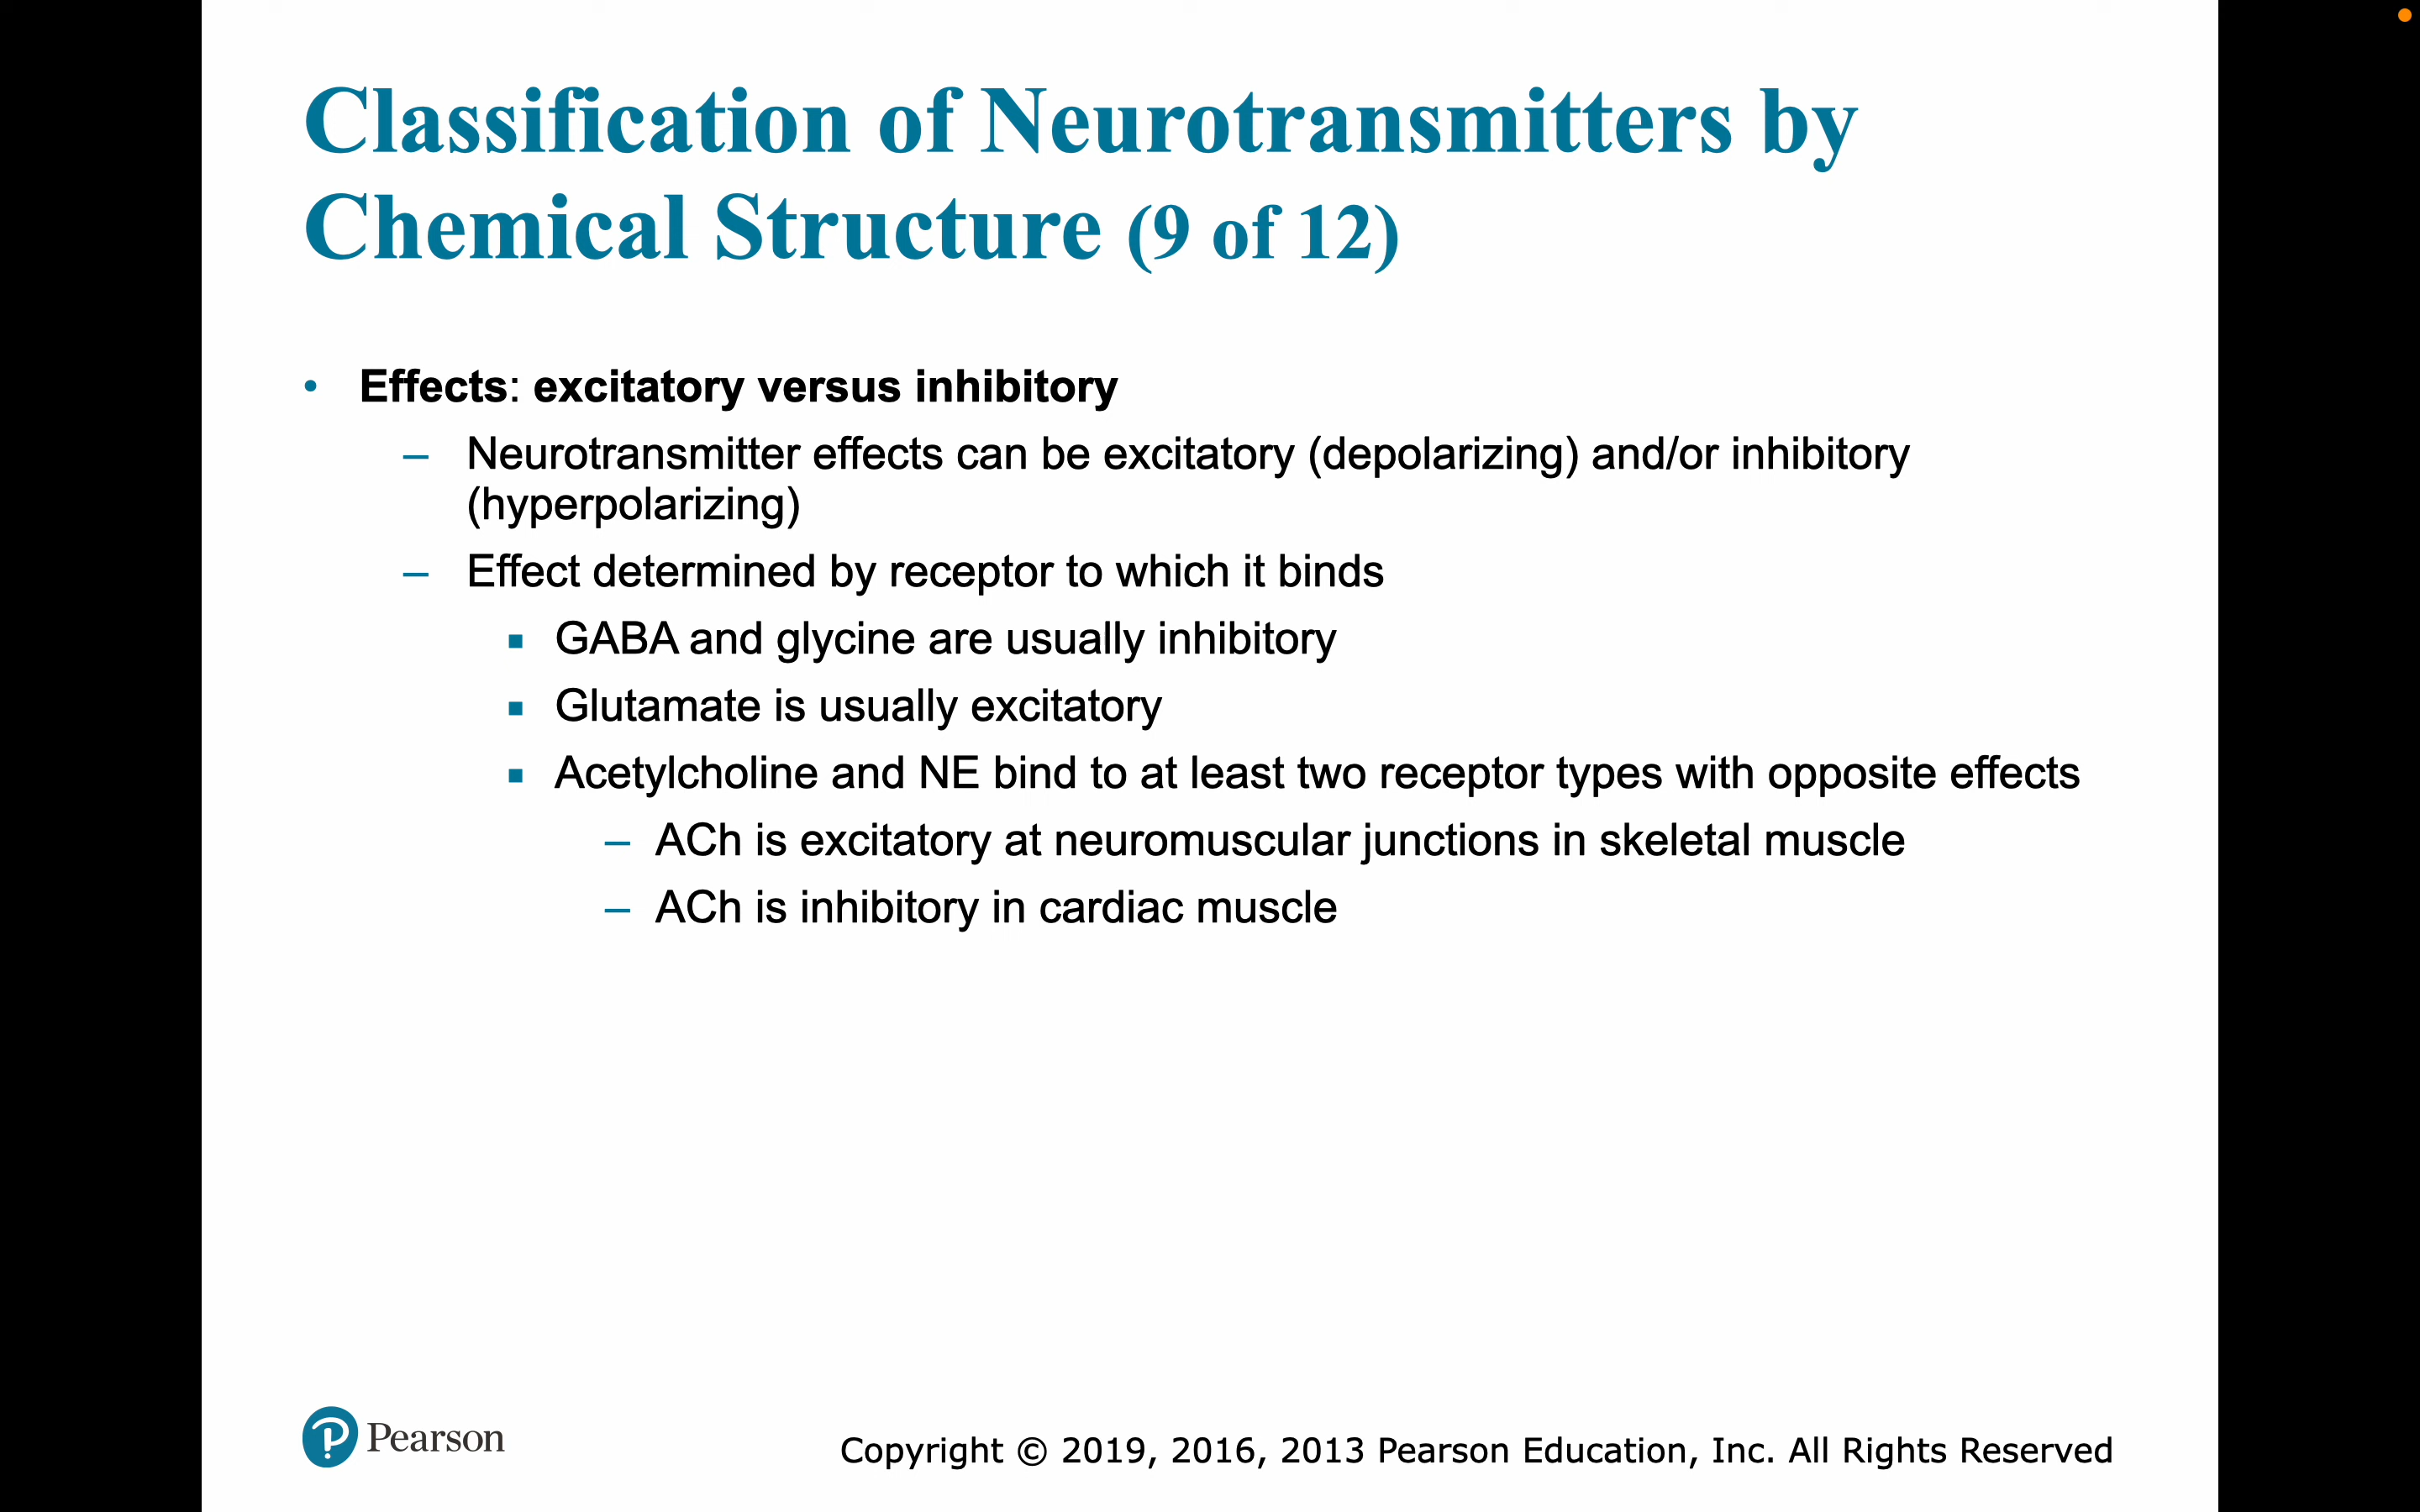 Classification of Neurotransmitters by
Chemical Structure (9 of 12)
• Effects: excitatory versus inhibitory
– Neurotransmitter effects can be excitatory (depolarizing) and/or inhibitory
(hyperpolarizing)
– Effect determined by receptor to which it binds
▪ GABA and glycine are usually inhibitory
▪ Glutamate is usually excitatory
▪ Acetylcholine and NE bind to at least two receptor types with opposite effects
– ACh is excitatory at neuromuscular junctions in skeletal muscle
– ACh is inhibitory in cardiac muscle
Pearson
Copyright © 2019, 2016, 2013 Pearson Education, Inc. All Rights Reserved